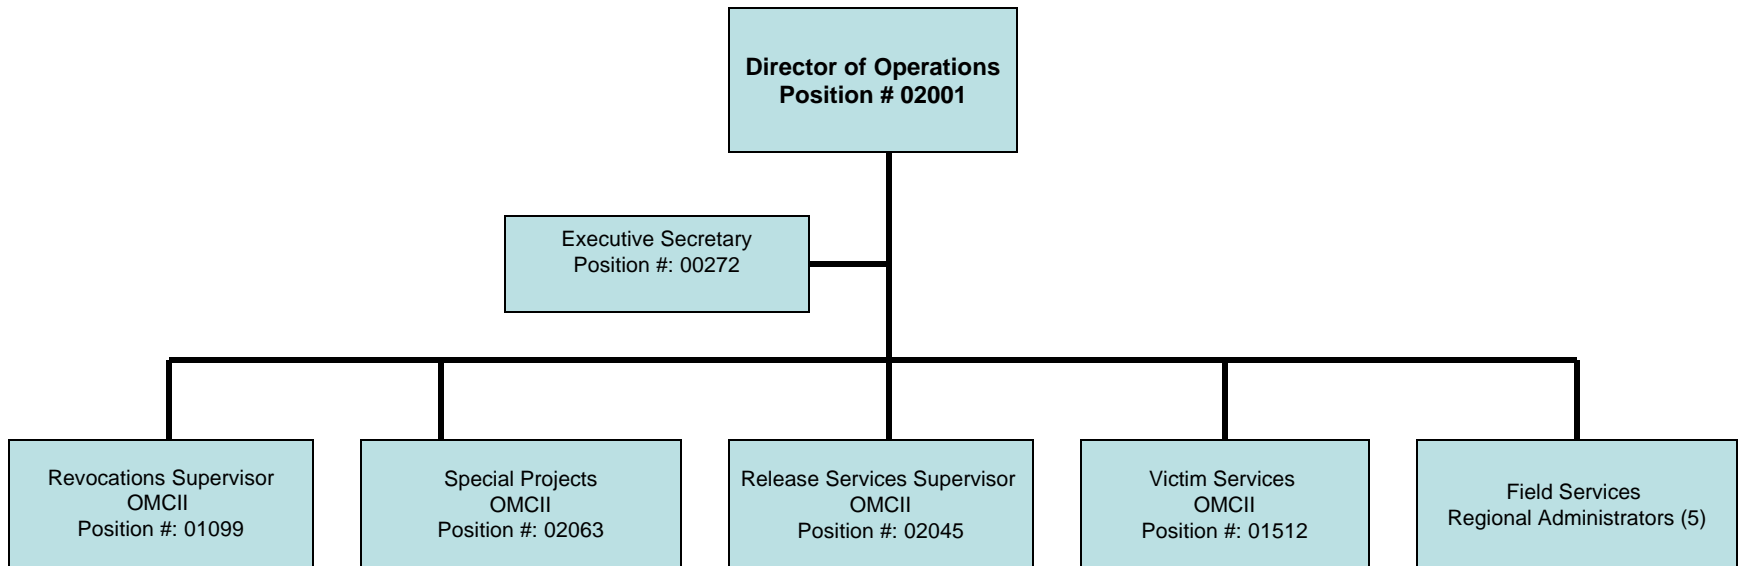 Director of Operations
Position # 02001
Executive Secretary
Position #: 00272
Revocations Supervisor
OMCII
Position #: 01099
Special Projects
OMCII
Position #: 02063
Release Services Supervisor
OMCII
Position #: 02045
Victim Services
OMCII
Position #: 01512
Field Services
Regional Administrators (5)